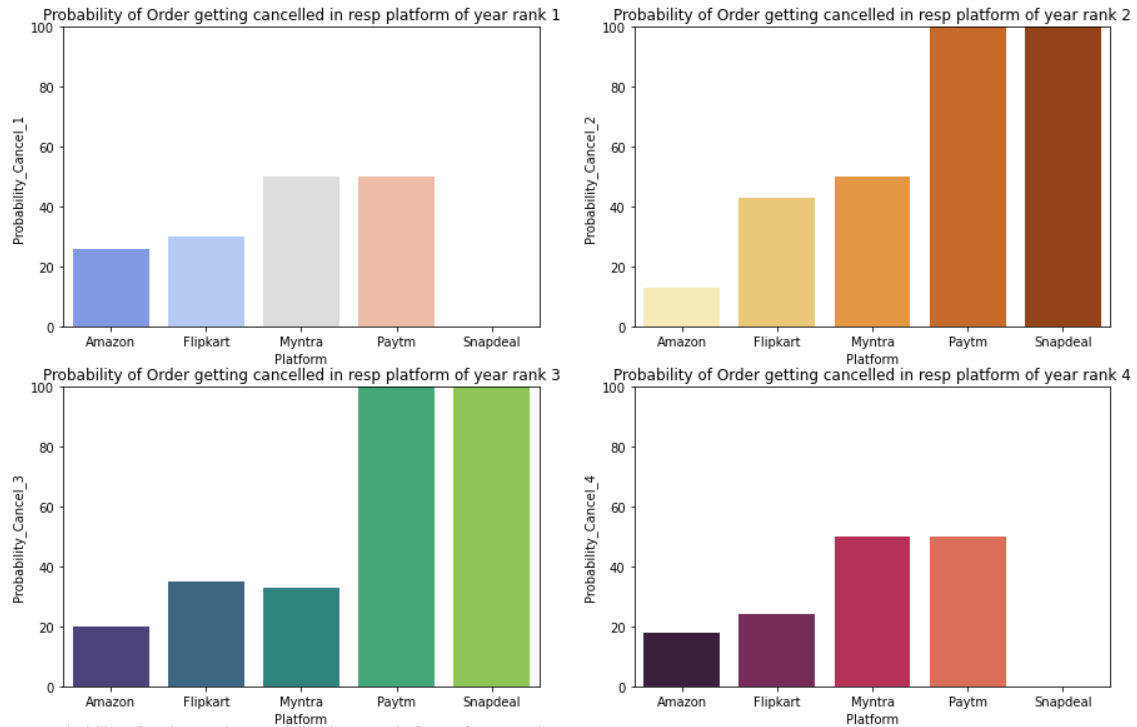 Probability of Order getting cancelled in resp platform of year rank 1
100
80
60
40
20
0
Probability_Cancel_1
Amazon Flipkart Myntra Paytm Snapdeal
Platform
Probability of Order getting cancelled in resp platform of year rank 2
100
80
60
40
20
0
Probability_Cancel_2
Amazon Flipkart Myntra Paytm Snapdeal
Platform
Probability of Order getting cancelled in resp platform of year rank 3
100
80
60
40
20
0
Probability_Cancel_3
Amazon Flipkart Myntra Paytm Snapdeal
Probability of Order getting cancelled in resp platform of year rank 4
100
80
60
40
20
0
Probability_Cancel_4
Amazon Flipkart Myntra Paytm Snapdeal
Platform